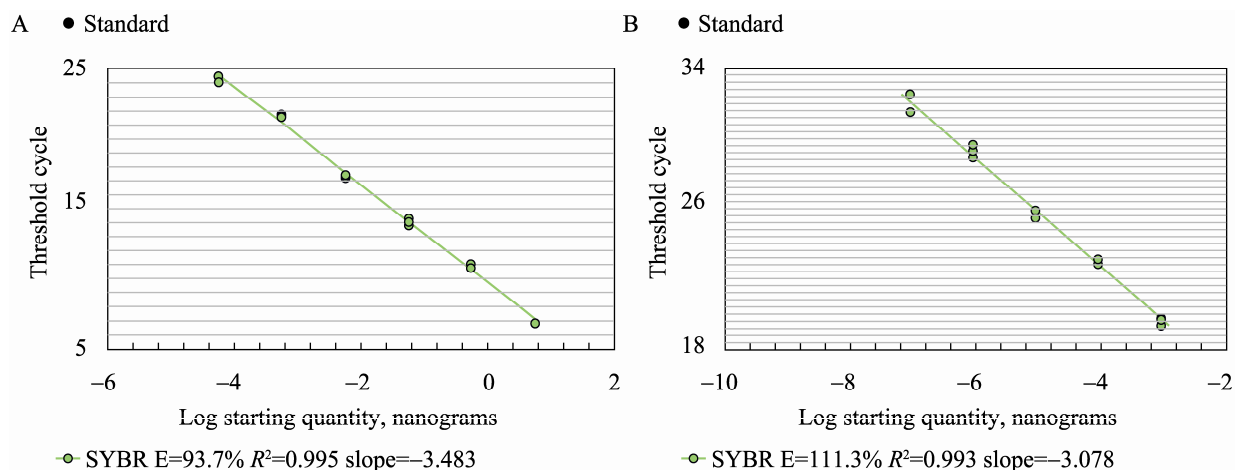 A
● Standard
25
15
5
Threshold cycle
−6 −4 −2 0 2
Log starting quantity, nanograms
SYBR E=93.7% R²=0.995 slope=−3.483
B
● Standard
34
26
18
Threshold cycle
−10 −8 −6 −4 −2
Log starting quantity, nanograms
SYBR E=111.3% R²=0.993 slope=−3.078